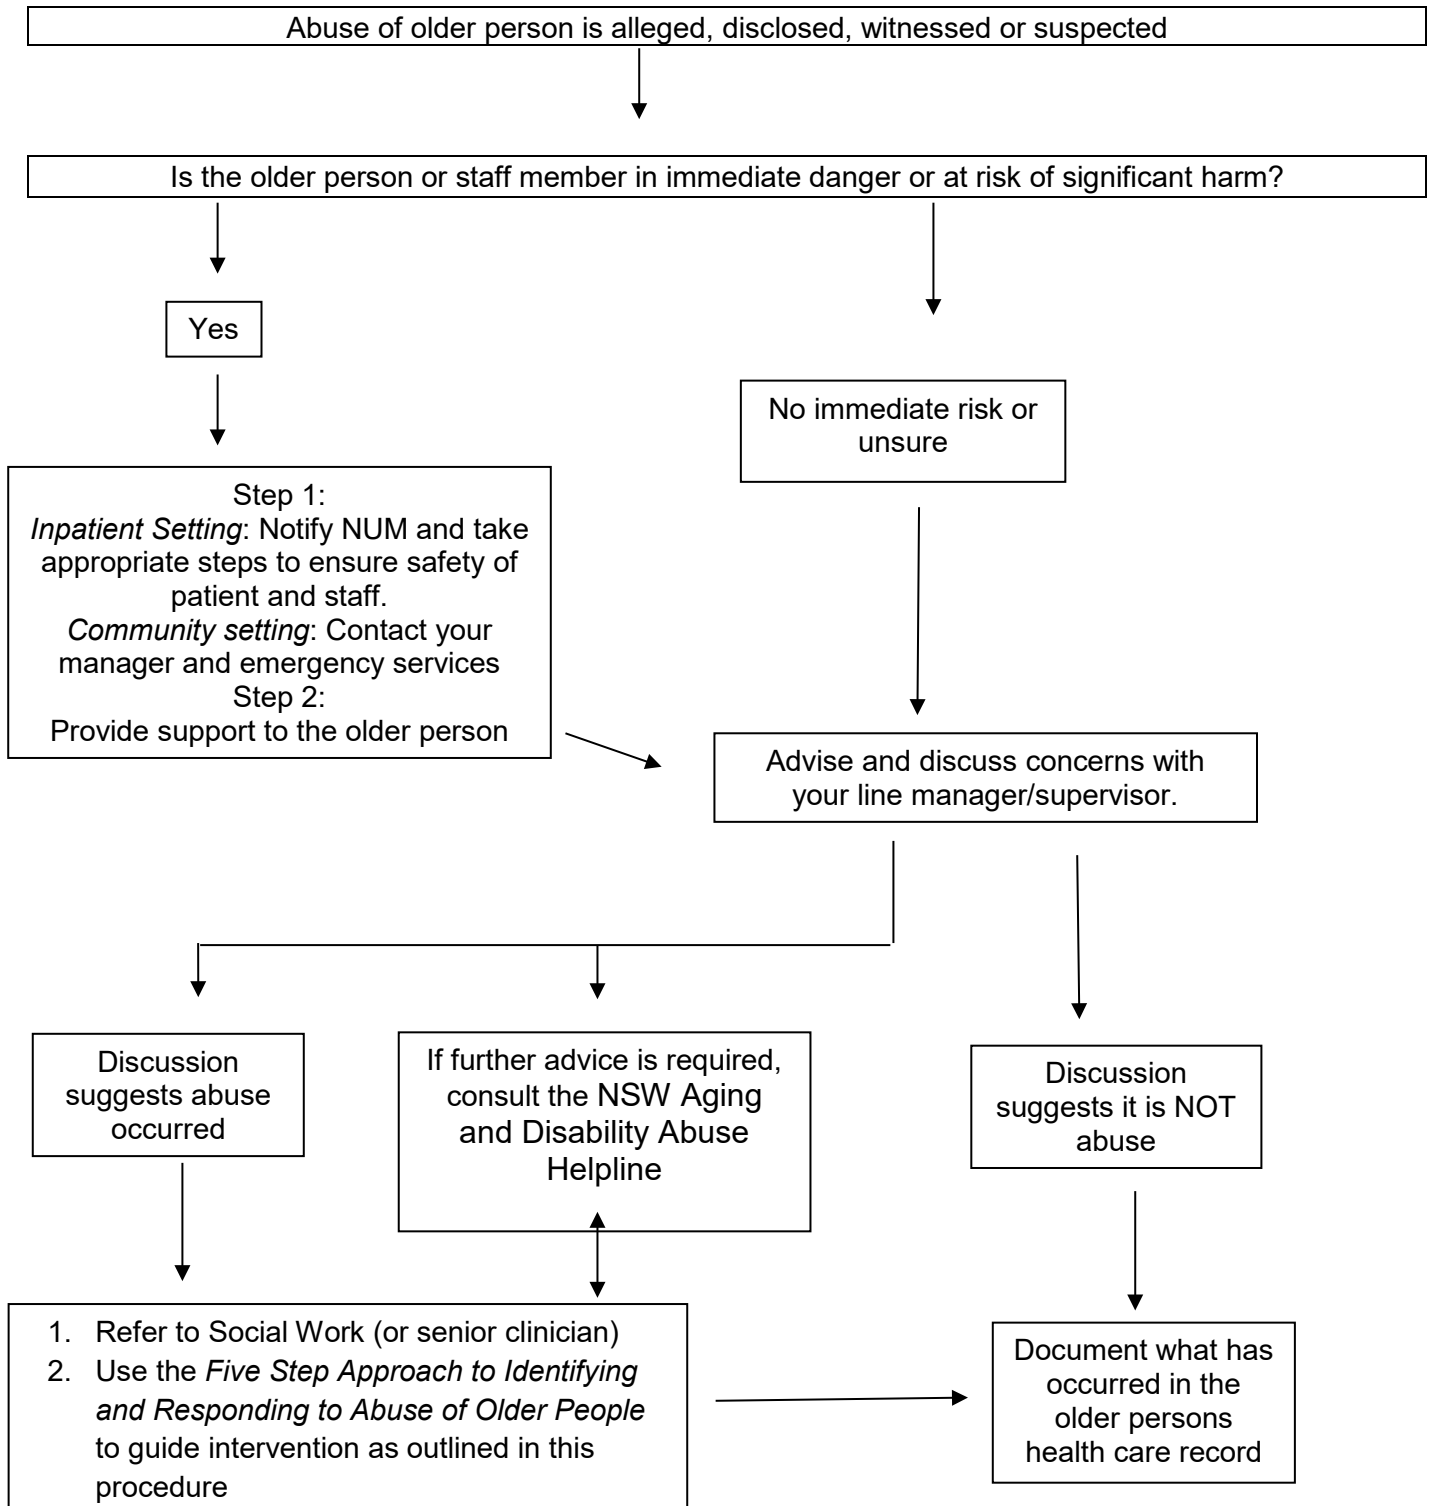 Abuse of older person is alleged, disclosed, witnessed or suspected
Is the older person or staff member in immediate danger or at risk of significant harm?
Yes
No immediate risk or
unsure
Step 1:
Inpatient Setting: Notify NUM and take
appropriate steps to ensure safety of
patient and staff.
Community setting: Contact your
manager and emergency services
Step 2:
Provide support to the older person
Advise and discuss concerns with
your line manager/supervisor.
Discussion
suggests abuse
occurred
If further advice is required,
consult the NSW Aging
and Disability Abuse
Helpline
Discussion
suggests it is NOT
abuse
1. Refer to Social Work (or senior clinician)
2. Use the Five Step Approach to Identifying
and Responding to Abuse of Older People
to guide intervention as outlined in this
procedure
Document what has
occurred in the
older persons
health care record